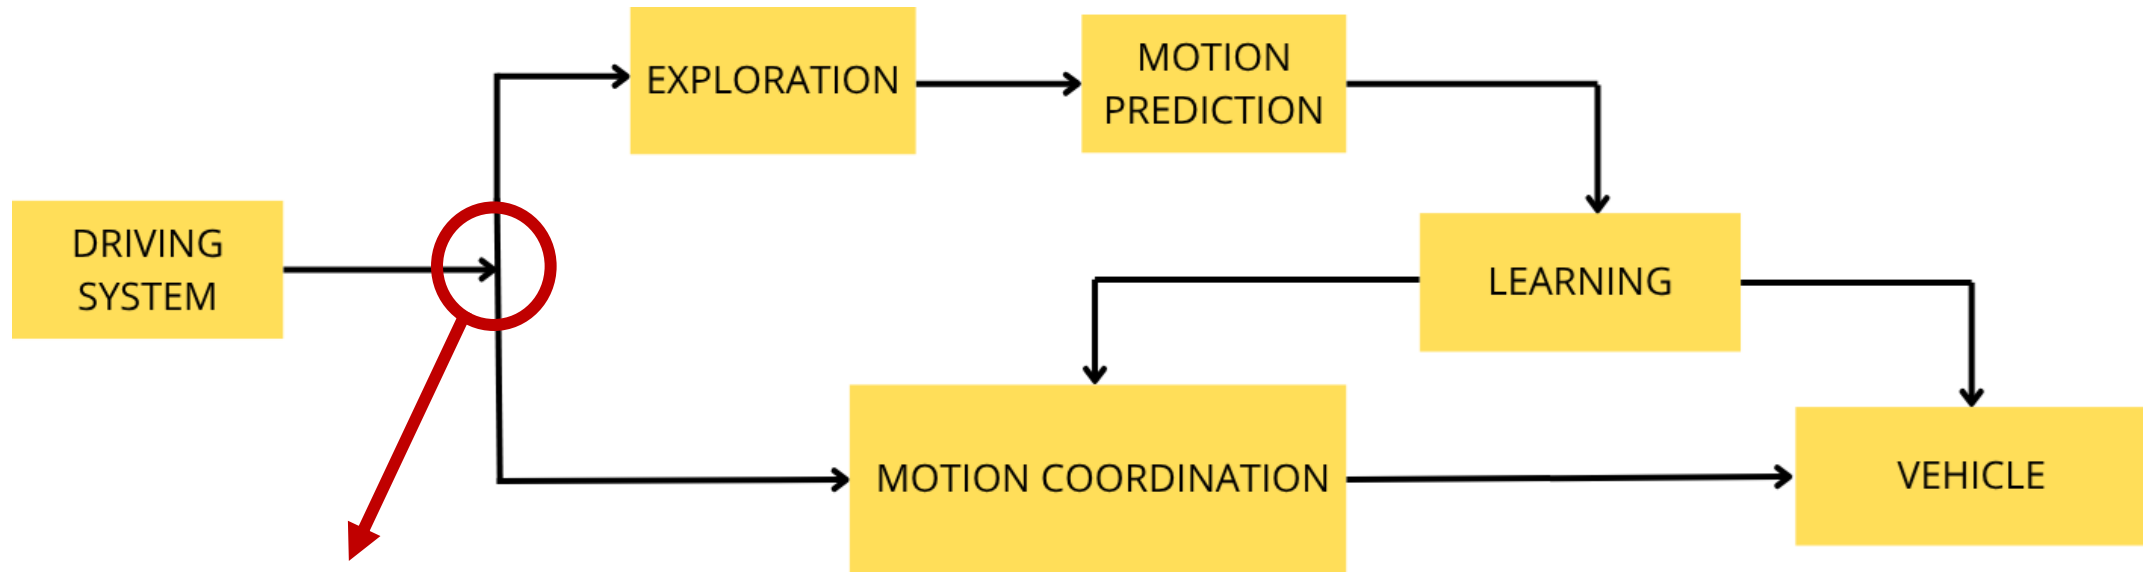 EXPLORATION
MOTION
PREDICTION
DRIVING
SYSTEM
LEARNING
MOTION COORDINATION
VEHICLE